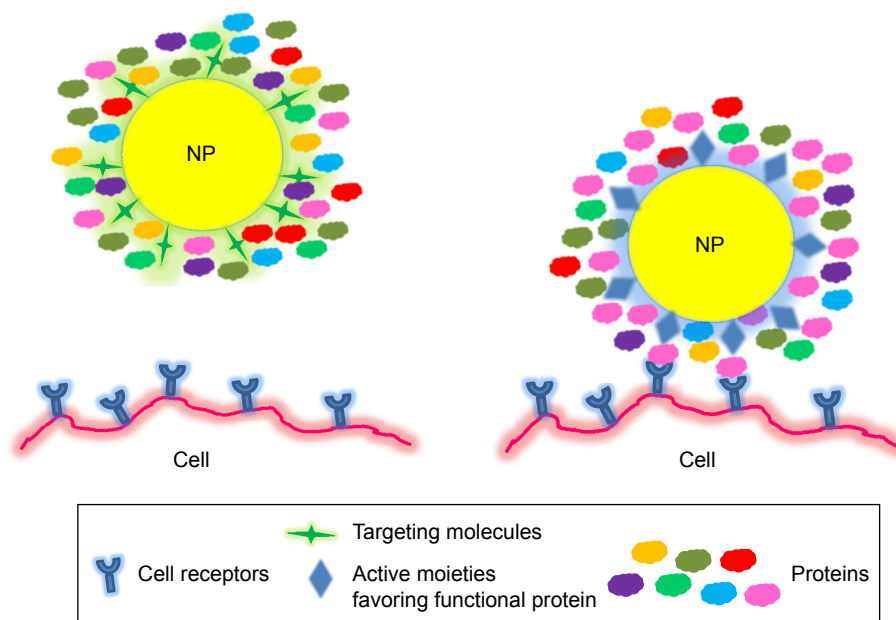 NP
NP
Cell
Cell
Cell receptors
Targeting molecules
Active moieties
favoring functional protein
Proteins